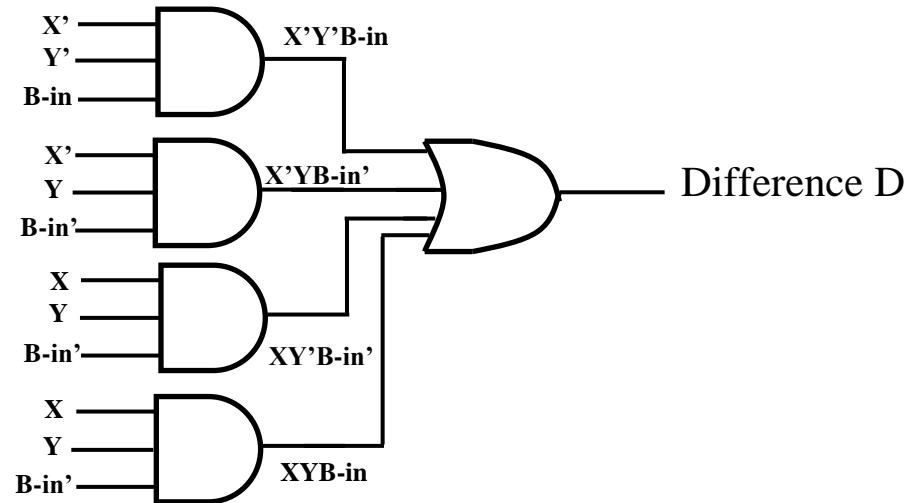 X’
Y’
B-in
X’Y’B-in
X’
Y
B-in’
X’YB-in’
Difference D
X
Y
B-in’
XY’B-in’
X
Y
B-in’
XYB-in